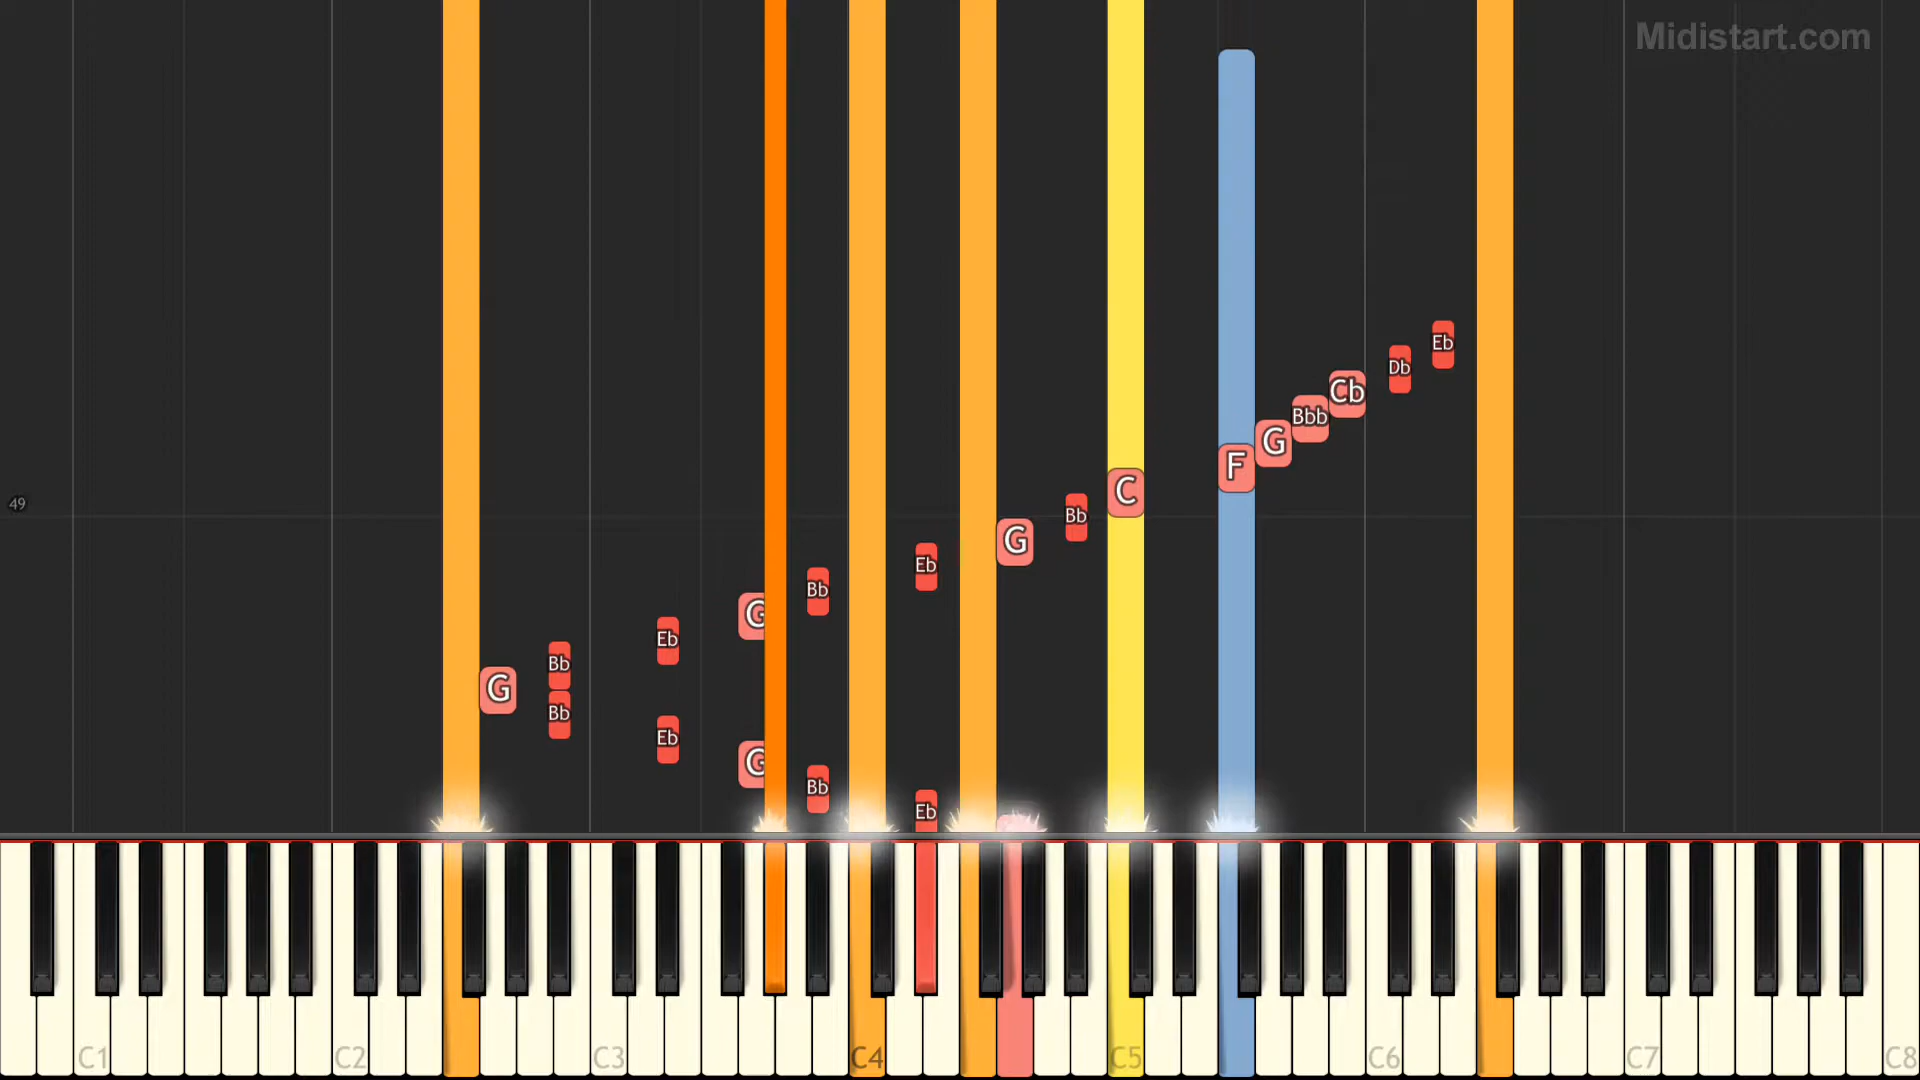 Midistart.com
Eb
Db
Cb
Bbb
G
F
C
49
Bb
G
Eb
Bb
G
Eb
Bb
G
Bb
Eb
G
Bb
Eb
C1
C2
C3
C4
C5
C6
C7
C8